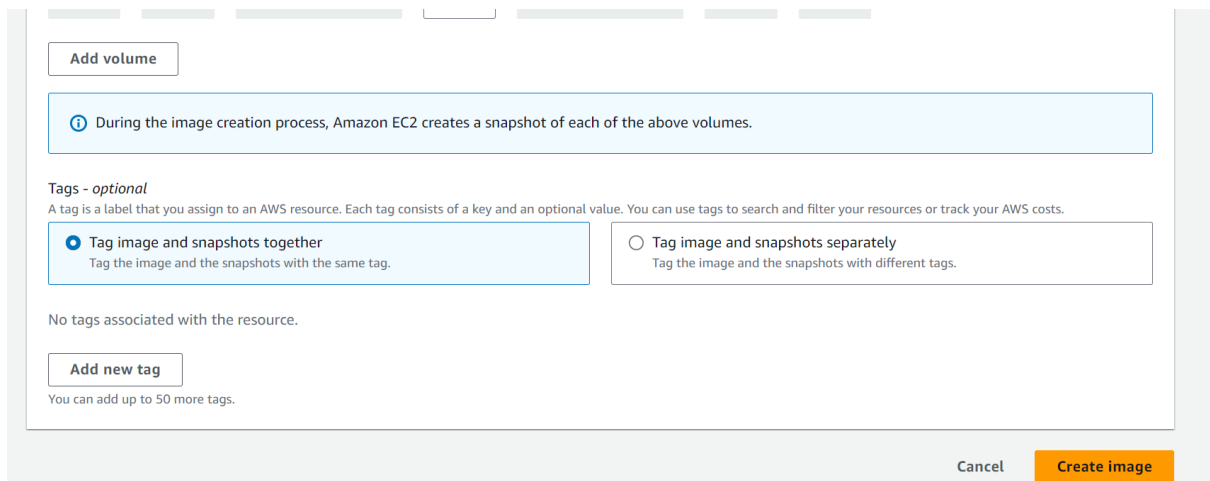 Add volume
During the image creation process, Amazon EC2 creates a snapshot of each of the above volumes.
Tags - optional
A tag is a label that you assign to an AWS resource. Each tag consists of a key and an optional value. You can use tags to search and filter your resources or track your AWS costs.
Tag image and snapshots together
Tag the image and the snapshots with the same tag.
Tag image and snapshots separately
Tag the image and the snapshots with different tags.
No tags associated with the resource.
Add new tag
You can add up to 50 more tags.
Cancel
Create image